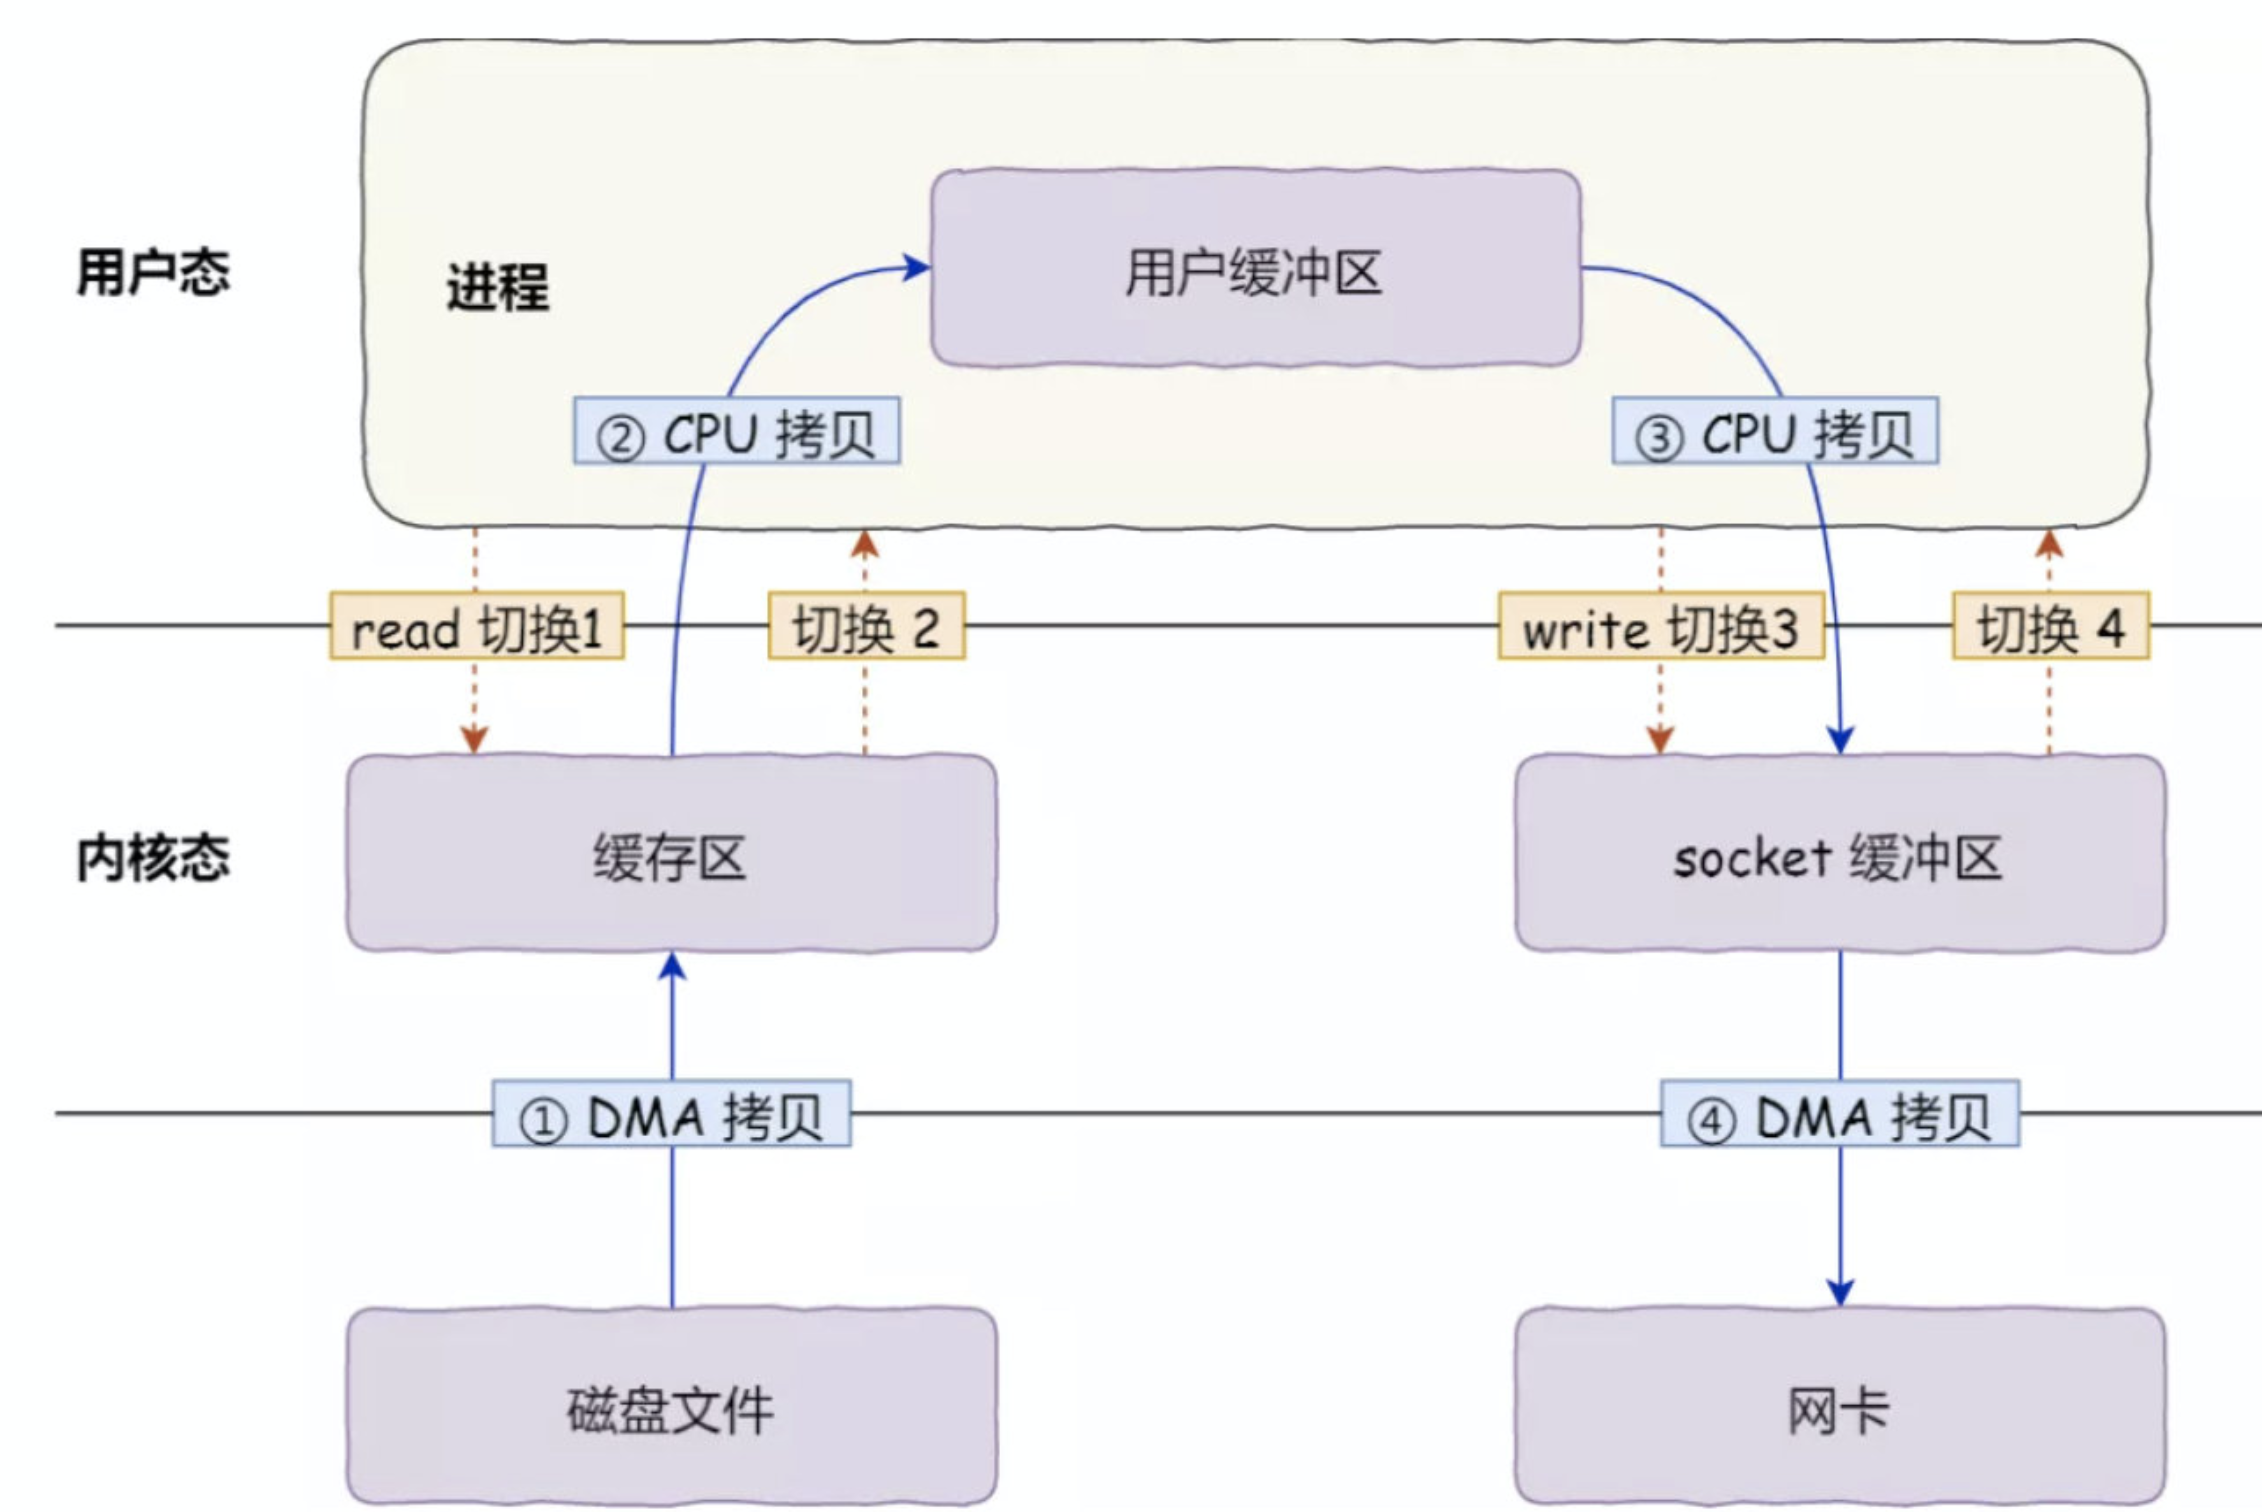 用户态
进程
用户缓冲区
② CPU 拷贝
③ CPU 拷贝
read 切换1
切换 2
write 切换3
切换 4
内核态
缓存区
socket 缓冲区
① DMA 拷贝
④ DMA 拷贝
磁盘文件
网卡